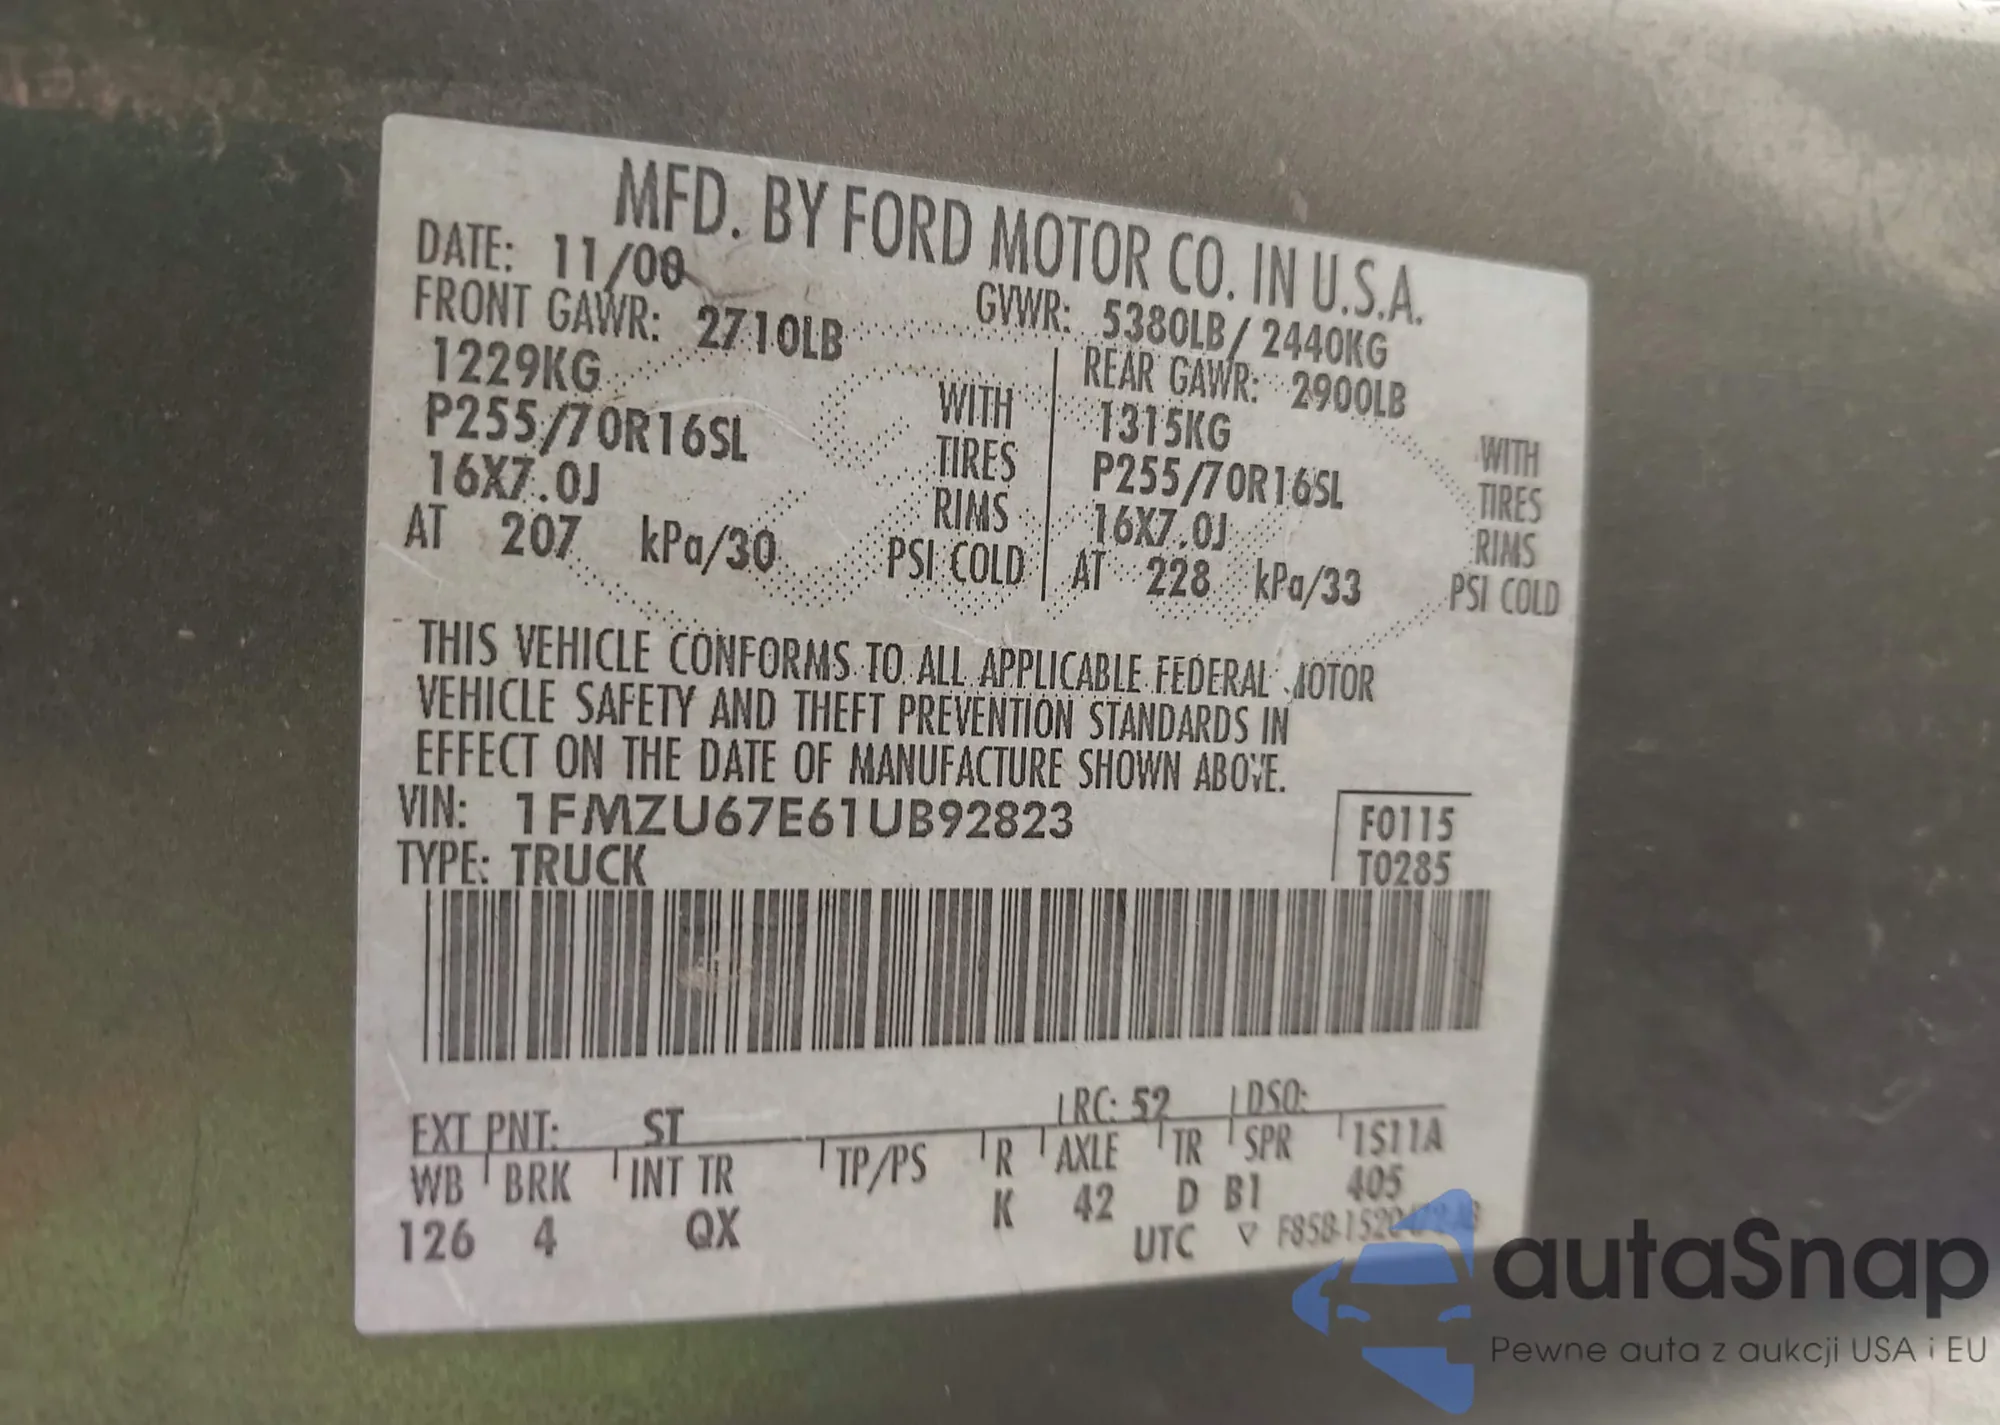 MFD. BY FORD MOTOR CO. IN U.S.A.
DATE: 11/00 GVWR: 5380LB/2440KG
FRONT GAWR: 2710LB REAR GAWR: 2900LB
1229KG WITH 1315KG WITH
P255/70R16SL TIRES P255/70R16SL TIRES
16X7.0J RIMS 16X7.0J RIMS
AT 207 kPa/30 PSI COLD AT 228 kPa/33 PSI COLD
THIS VEHICLE CONFORMS TO ALL APPLICABLE FEDERAL MOTOR
VEHICLE SAFETY AND THEFT PREVENTION STANDARDS IN
EFFECT ON THE DATE OF MANUFACTURE SHOWN ABOVE.
VIN: 1FMZU67E61UB92823 F0115
TYPE: TRUCK T0285
EXT PNT: ST RC: 52 DSO:
WB BRK INT TR TP/PS R AXLE TR SPR 1S11A
126 4 QX K 42 D B1 405
UTC
autaSnap
Pewne auta z aukcji USA i EU